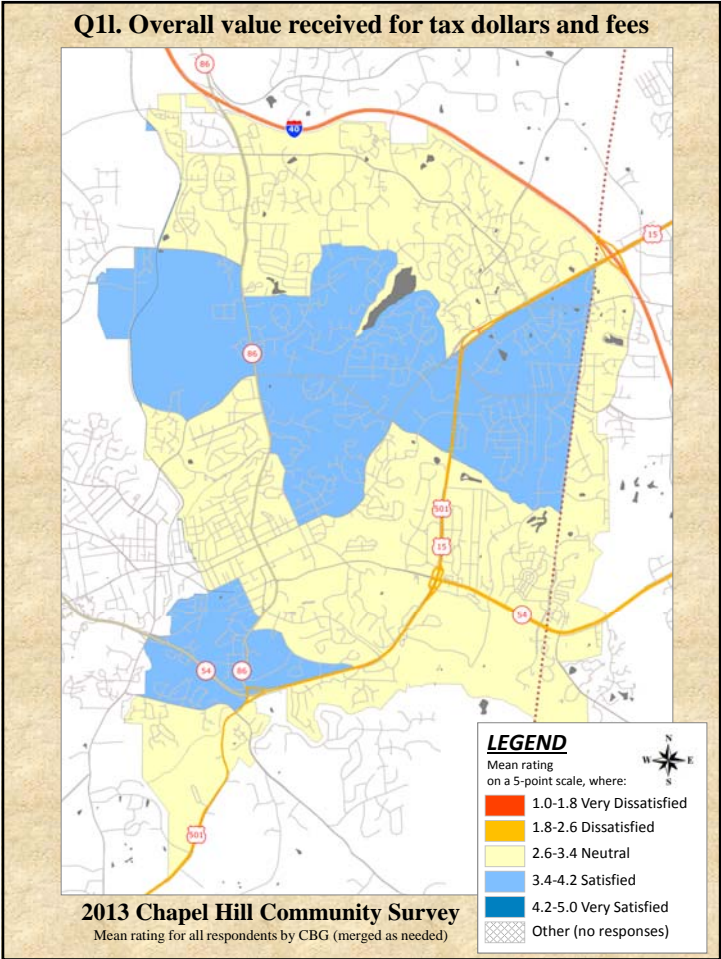 Q1l. Overall value received for tax dollars and fees
86
40
15
86
501
15
54
54
86
501
LEGEND
N
W E
S
Mean rating
on a 5-point scale, where:
1.0-1.8 Very Dissatisfied
1.8-2.6 Dissatisfied
2.6-3.4 Neutral
3.4-4.2 Satisfied
4.2-5.0 Very Satisfied
Other (no responses)
2013 Chapel Hill Community Survey
Mean rating for all respondents by CBG (merged as needed)